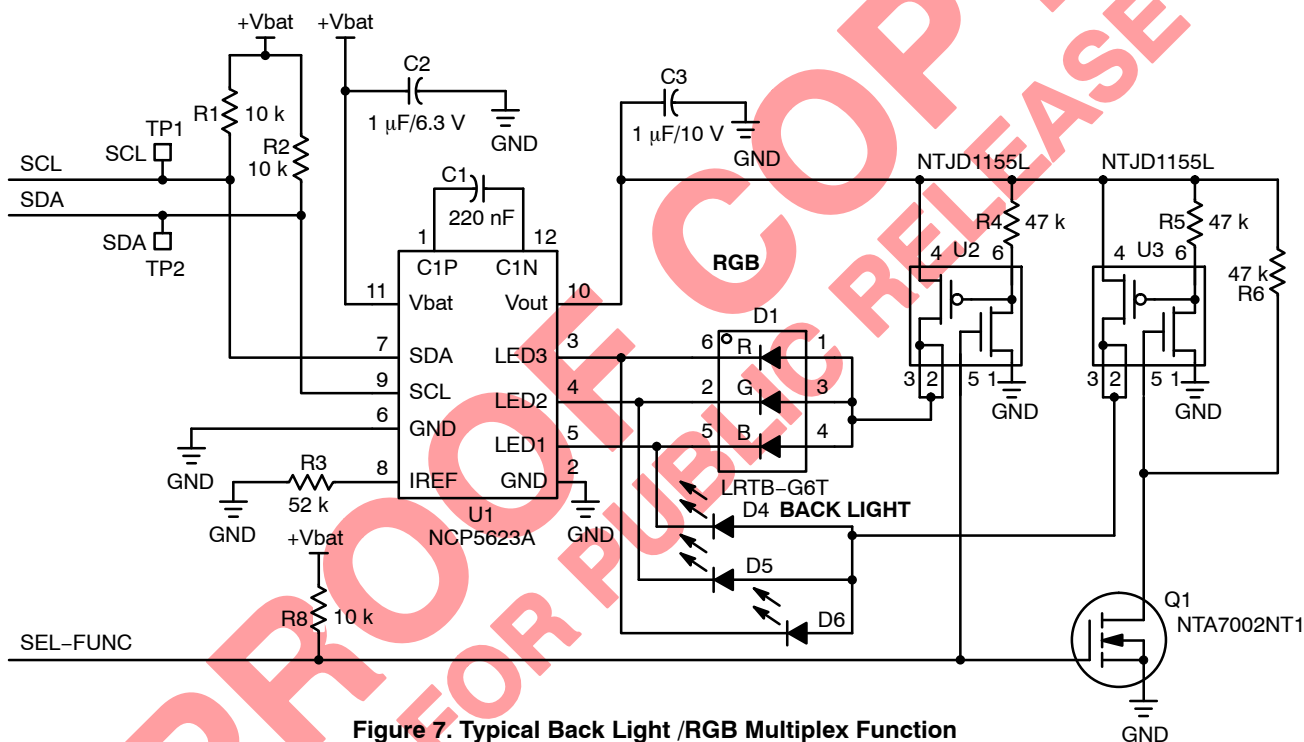 +Vbat +Vbat
C2
1 µF/6.3 V
GND
C3
1 µF/10 V
GND
R1 10 k
R2
10 k
TP1
SCL
SCL
SDA
SDA
TP2
C1
220 nF
1 12
C1P C1N
11 Vbat Vout 10
7 SDA LED3 3
9 SCL LED2 4
6 GND LED1 5
8 IREF GND 2
GND
GND
R3
52 k
U1
NCP5623A
GND
RGB
D1
6 R 1
2 G 3
5 B 4
LRTB−G6T
D4 BACK LIGHT
D5
D6
NTJD1155L NTJD1155L
R4 47 k
U2
4 6
3 2 5 1
GND
R5 47 k
U3
4 6
3 2 5 1
GND
47 k
R6
+Vbat
R8 10 k
SEL−FUNC
Q1
NTA7002NT1
GND
PROOF COP
FOR PUBLIC RELEASE
Figure 7. Typical Back Light /RGB Multiplex Function